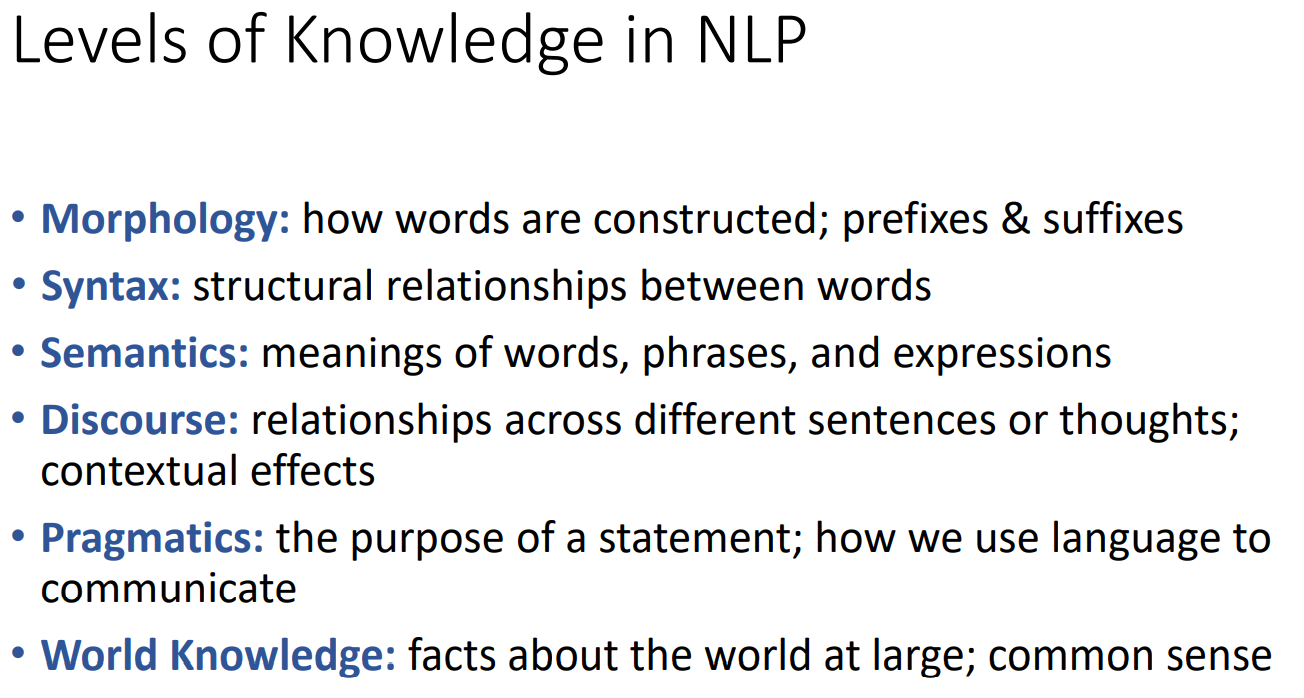 Levels of Knowledge in NLP
• Morphology: how words are constructed; prefixes & suffixes
• Syntax: structural relationships between words
• Semantics: meanings of words, phrases, and expressions
• Discourse: relationships across different sentences or thoughts;
contextual effects
• Pragmatics: the purpose of a statement; how we use language to
communicate
• World Knowledge: facts about the world at large; common sense